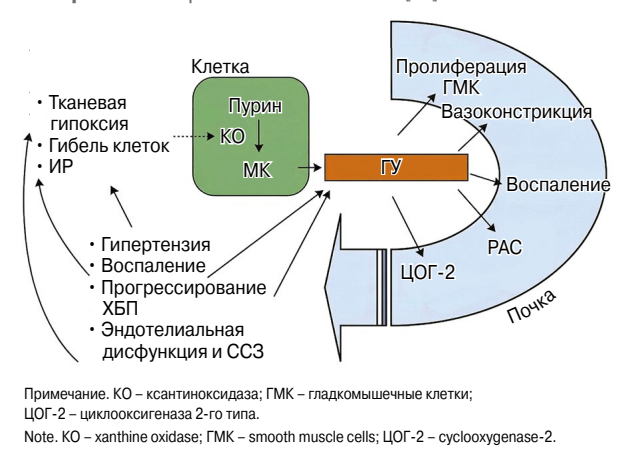 Клетка
• Тканевая
гипоксия
• Гибель клеток
• ИР
Пурин
КО
МК
ГУ
Пролиферация
ГМК
Вазоконстрикция
Воспаление
РАС
ЦОГ-2
Почка
• Гипертензия
• Воспаление
• Прогрессирование
ХБП
• Эндотелиальная
дисфункция и ССЗ
Примечание. КО – ксантиноксидаза; ГМК – гладкомышечные клетки;
ЦОГ-2 – циклооксигеназа 2-го типа.
Note. КО – xanthine oxidase; ГМК – smooth muscle cells; ЦОГ-2 – cyclooxygenase-2.